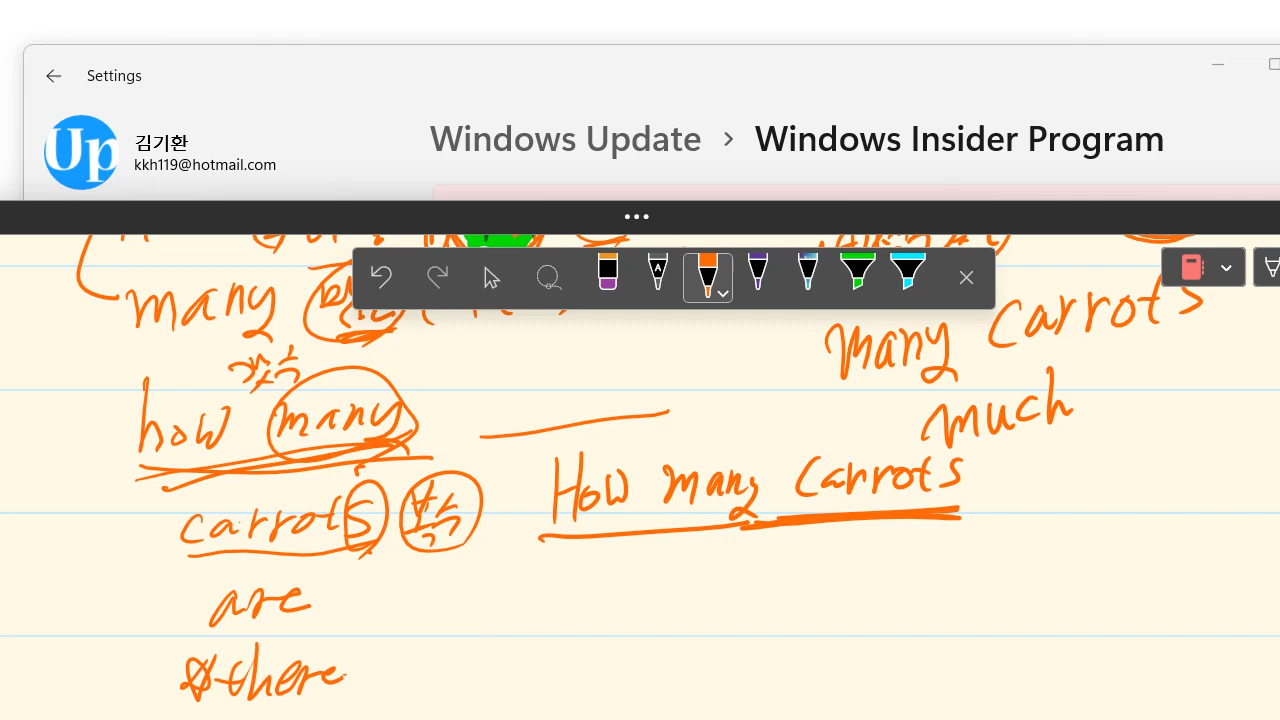 Settings
김기환
kkh119@hotmail.com
Windows Update > Windows Insider Program
many
many carrots
much
how many
How many carrots
carrots
are
there